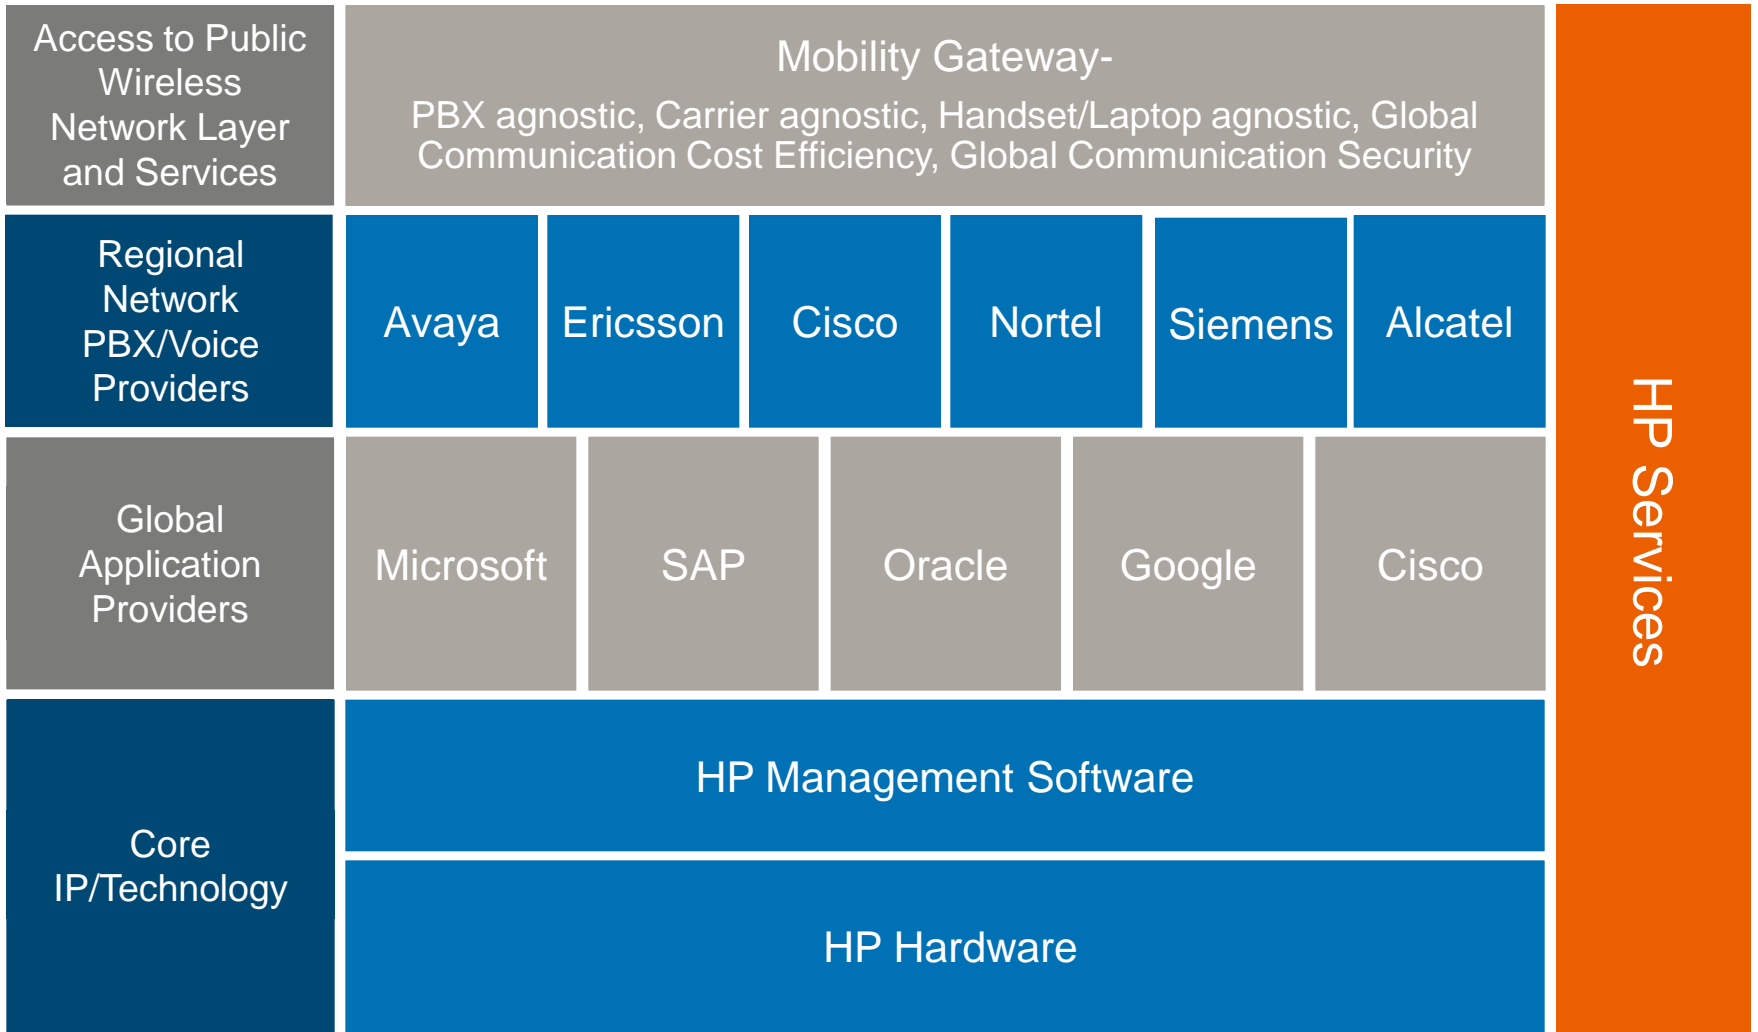 Access to Public
Wireless
Network Layer
and Services
Mobility Gateway-
PBX agnostic, Carrier agnostic, Handset/Laptop agnostic, Global
Communication Cost Efficiency, Global Communication Security
Regional
Network
PBX/Voice
Providers
Avaya
Ericsson
Cisco
Nortel
Siemens
Alcatel
Global
Application
Providers
Microsoft
SAP
Oracle
Google
Cisco
Core
IP/Technology
HP Management Software
HP Hardware
HP Services